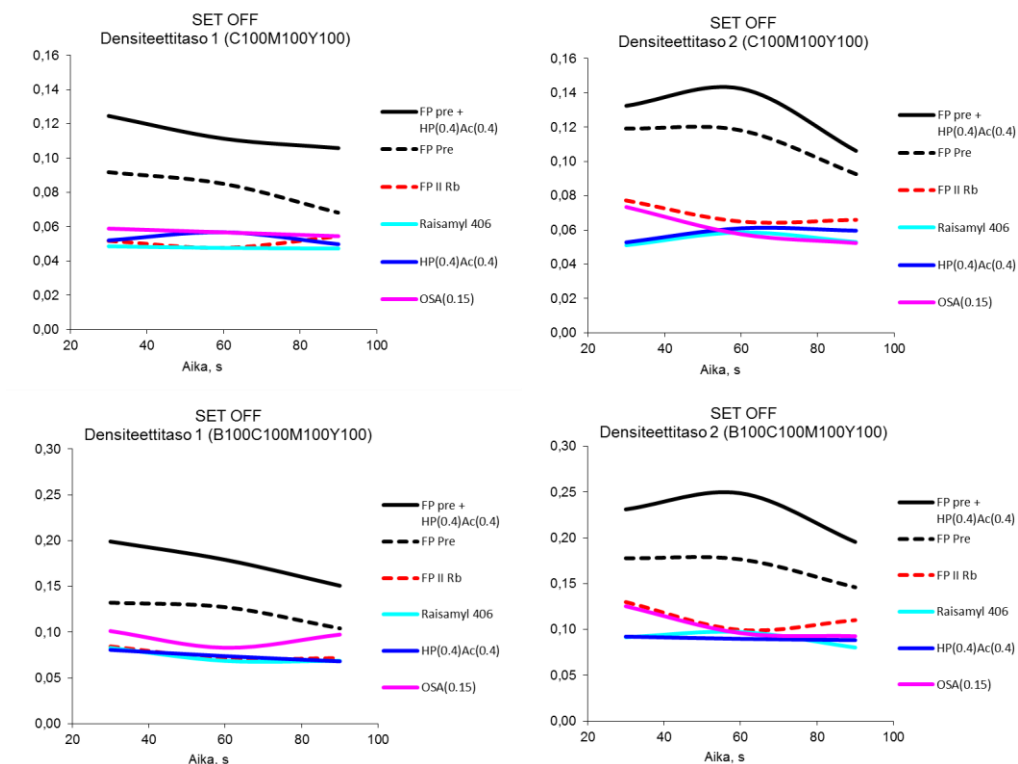 SET OFF
Densiteettitaso 1 (C100M100Y100)
0,16
0,14
0,12
0,10
0,08
0,06
0,04
0,02
0,00
20 40 60 80 100
Aika, s
FP pre +
HP(0.4)Ac(0.4)
FP Pre
FP II Rb
Raisamyl 406
HP(0.4)Ac(0.4)
OSA(0.15)
SET OFF
Densiteettitaso 2 (C100M100Y100)
0,16
0,14
0,12
0,10
0,08
0,06
0,04
0,02
0,00
20 40 60 80 100
Aika, s
FP pre +
HP(0.4)Ac(0.4)
FP Pre
FP II Rb
Raisamyl 406
HP(0.4)Ac(0.4)
OSA(0.15)
SET OFF
Densiteettitaso 1 (B100C100M100Y100)
0,30
0,25
0,20
0,15
0,10
0,05
0,00
20 40 60 80 100
Aika, s
FP pre +
HP(0.4)Ac(0.4)
FP Pre
FP II Rb
Raisamyl 406
HP(0.4)Ac(0.4)
OSA(0.15)
SET OFF
Densiteettitaso 2 (B100C100M100Y100)
0,30
0,25
0,20
0,15
0,10
0,05
0,00
20 40 60 80 100
Aika, s
FP pre +
HP(0.4)Ac(0.4)
FP Pre
FP II Rb
Raisamyl 406
HP(0.4)Ac(0.4)
OSA(0.15)